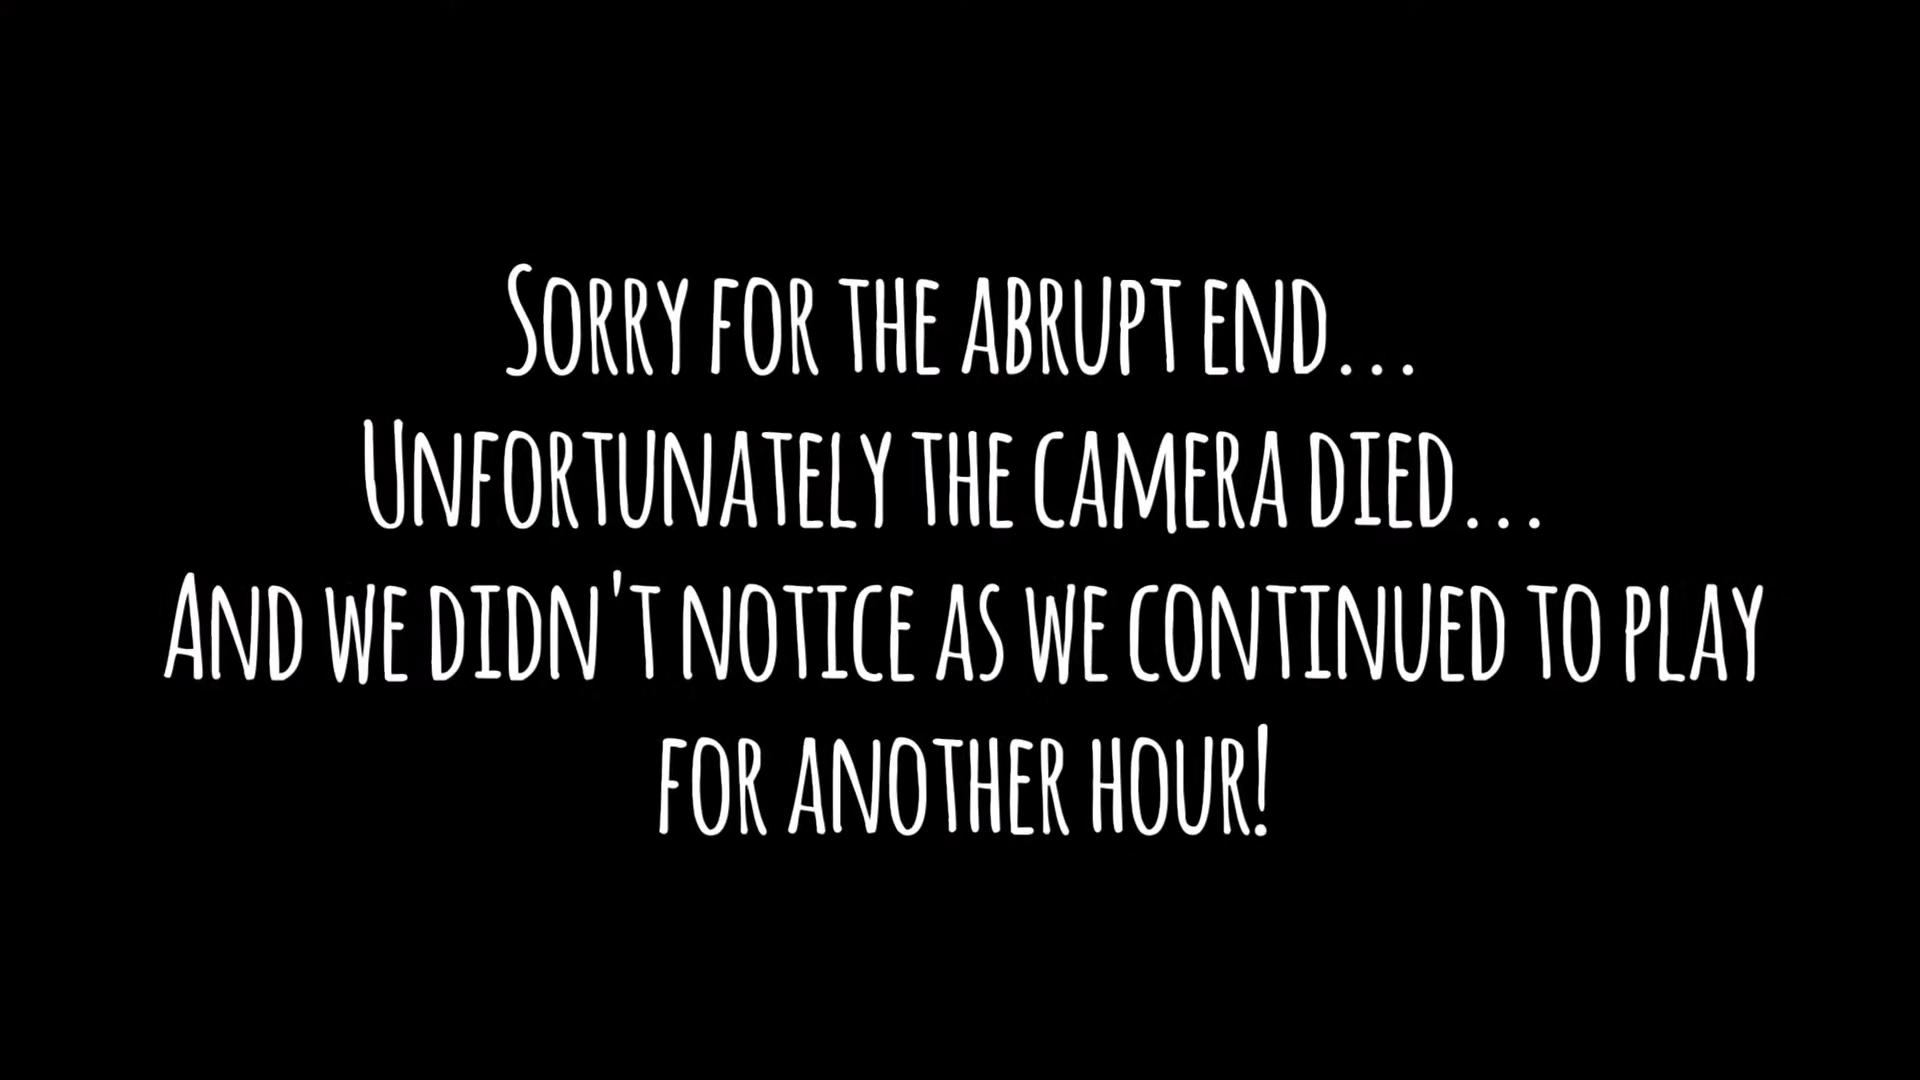 Sorry for the abrupt end...
Unfortunately the camera died...
And we didn't notice as we continued to play
for another hour!